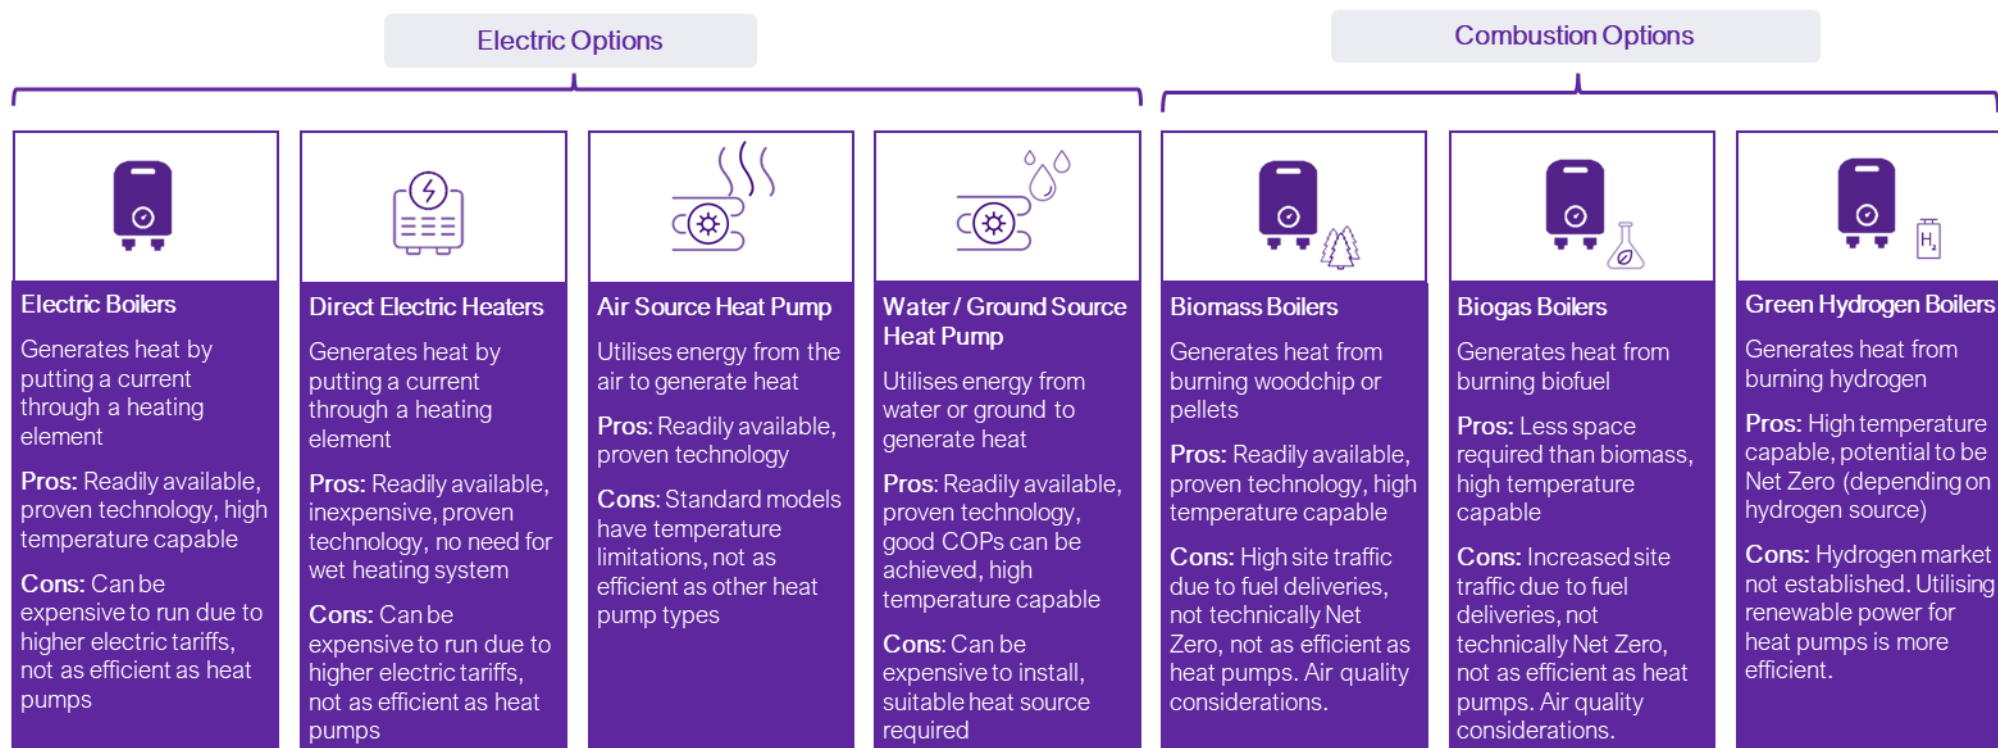 Electric Options
Combustion Options
Electric Boilers
Generates heat by
putting a current
through a heating
element
Pros: Readily available,
proven technology, high
temperature capable
Cons: Can be
expensive to run due to
higher electric tariffs,
not as efficient as heat
pumps
Direct Electric Heaters
Generates heat by
putting a current
through a heating
element
Pros: Readily available,
inexpensive, proven
technology, no need for
wet heating system
Cons: Can be
expensive to run due to
higher electric tariffs,
not as efficient as heat
pumps
Air Source Heat Pump
Utilises energy from the
air to generate heat
Pros: Readily available,
proven technology
Cons: Standard models
have temperature
limitations, not as
efficient as other heat
pump types
Water / Ground Source
Heat Pump
Utilises energy from
water or ground to
generate heat
Pros: Readily available,
proven technology,
good COPs can be
achieved, high
temperature capable
Cons: Can be
expensive to install,
suitable heat source
required
Biomass Boilers
Generates heat from
burning woodchip or
pellets
Pros: Readily available,
proven technology, high
temperature capable
Cons: High site traffic
due to fuel deliveries,
not technically Net
Zero, not as efficient as
heat pumps. Air quality
considerations.
Biogas Boilers
Generates heat from
burning biofuel
Pros: Less space
required than biomass,
high temperature
capable
Cons: Increased site
traffic due to fuel
deliveries, not
technically Net Zero,
not as efficient as heat
pumps. Air quality
considerations.
H₂
Green Hydrogen Boilers
Generates heat from
burning hydrogen
Pros: High temperature
capable, potential to be
Net Zero (depending on
hydrogen source)
Cons: Hydrogen market
not established. Utilising
renewable power for
heat pumps is more
efficient.